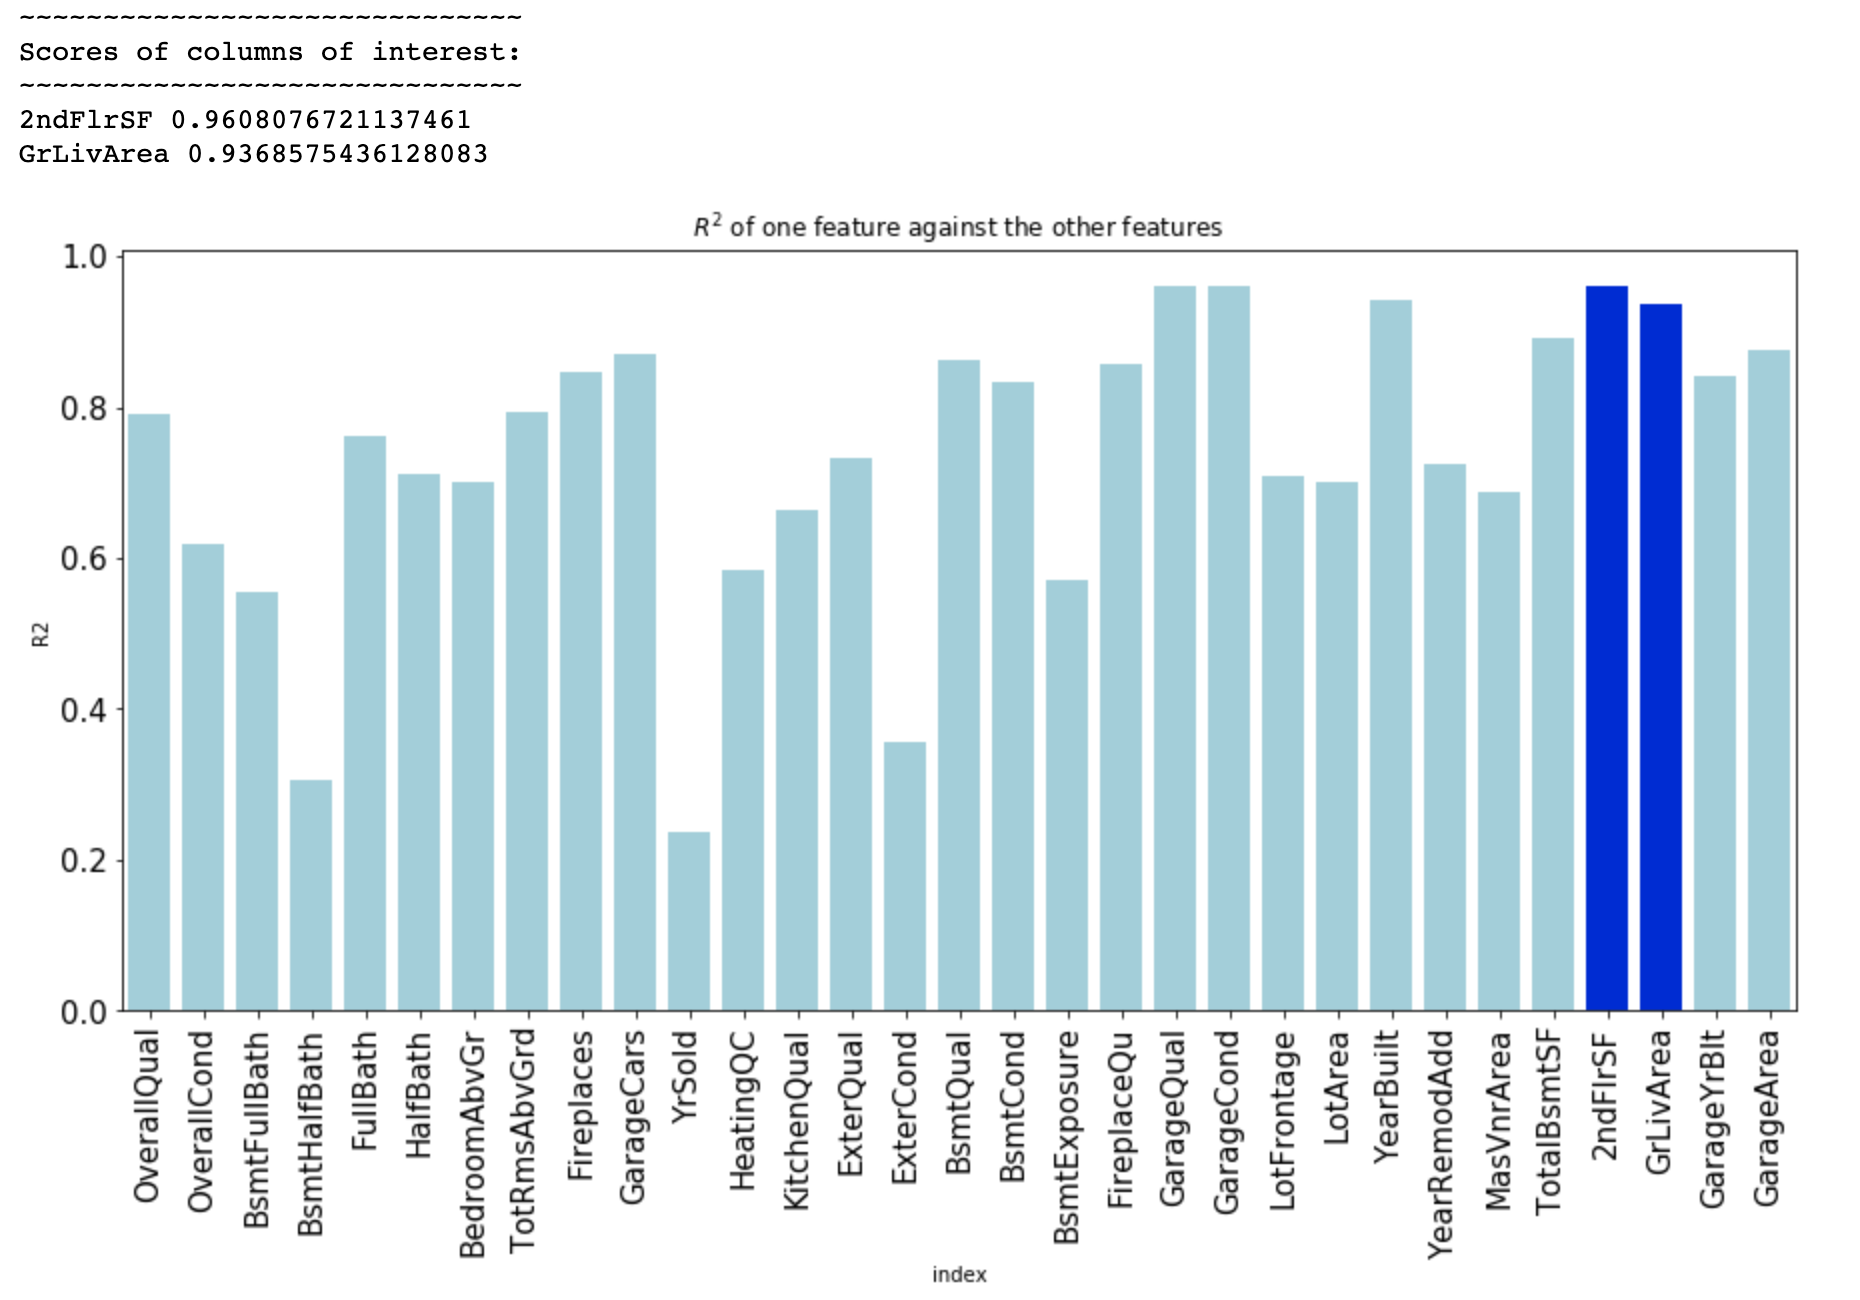 ~~~~~~~~~~~~~~~~~~~~~~~~~~~~~~
Scores of columns of interest:
~~~~~~~~~~~~~~~~~~~~~~~~~~~~~~
2ndFlrSF 0.9608076721137461
GrLivArea 0.9368575436128083
R² of one feature against the other features
1.0
0.8
0.6
0.4
0.2
0.0
R2
OverallQual
OverallCond
BsmtFullBath
BsmtHalfBath
FullBath
HalfBath
BedroomAbvGr
TotRmsAbvGrd
Fireplaces
GarageCars
YrSold
HeatingQC
KitchenQual
ExterQual
ExterCond
BsmtQual
BsmtCond
BsmtExposure
FireplaceQu
GarageQual
GarageCond
LotFrontage
LotArea
YearBuilt
YearRemodAdd
MasVnrArea
TotalBsmtSF
2ndFlrSF
GrLivArea
GarageYrBlt
GarageArea
index